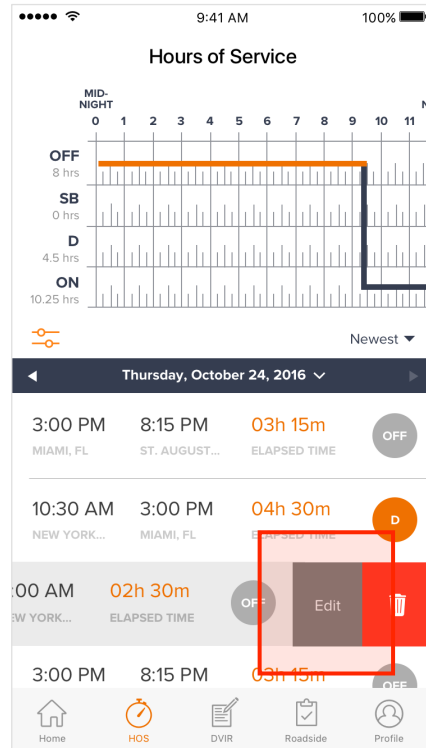 9:41 AM
100%
Hours of Service
MID-
NIGHT
0 1 2 3 4 5 6 7 8 9 10 11
OFF
8 hrs
SB
0 hrs
D
4.5 hrs
ON
10.25 hrs
Newest
Thursday, October 24, 2016
3:00 PM 8:15 PM 03h 15m OFF
MIAMI, FL ST. AUGUST... ELAPSED TIME
10:30 AM 3:00 PM 04h 30m D
NEW YORK... MIAMI, FL ELAPSED TIME
:00 AM 02h 30m OFF Edit
EW YORK... ELAPSED TIME
3:00 PM 8:15 PM 03h 15m OFF
Home HOS DVIR Roadside Profile